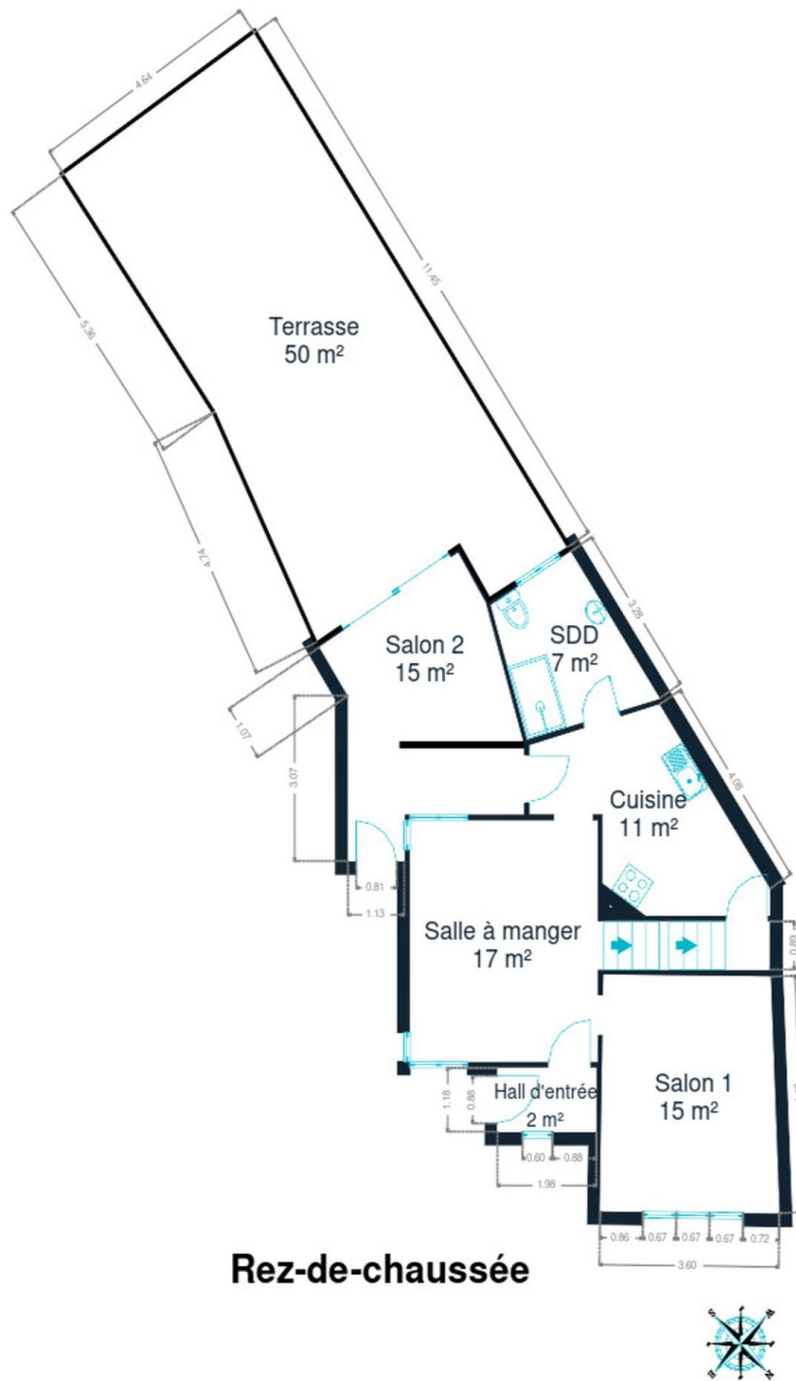 4.64
11.45
5.36
Terrasse
50 m²
4.74
3.28
SDD
7 m²
Salon 2
15 m²
1.07
3.07
4.06
Cuisine
11 m²
0.81
1.13
Salle à manger
17 m²
0.89
Salon 1
15 m²
Hall d'entrée
2 m²
1.18
0.88
0.60
0.88
1.98
0.86
0.67
0.67
0.67
0.72
3.60
Rez-de-chaussée
S
W
N